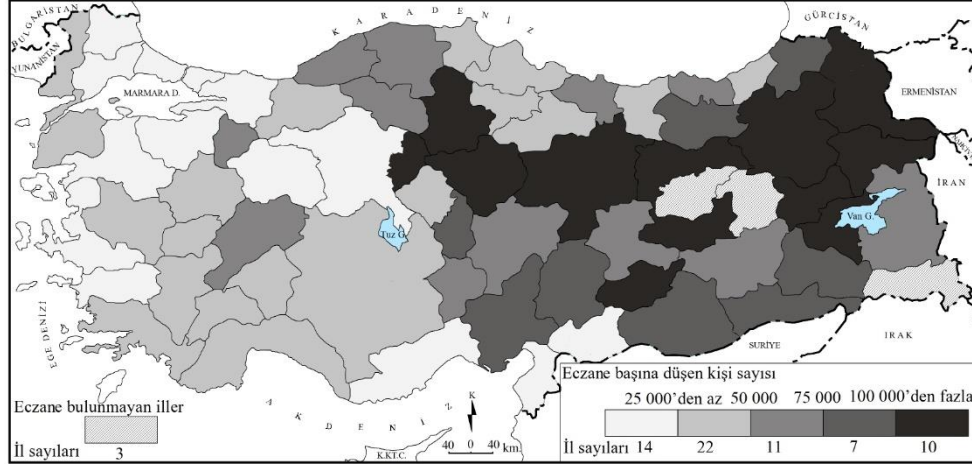 BULGARİSTAN
YUNANİSTAN
KARADENİZ
GÜRCİSTAN
MARMARA D.
ERMENİSTAN
İRAN
Tuz G.
Van G.
EGE DENİZİ
SURİYE
IRAK
AKDENİZ
K.K.T.C.
K
40 0 40 km.
Eczane bulunmayan iller
İl sayıları 3
Eczane başına düşen kişi sayısı
25 000'den az 50 000 75 000 100 000'den fazla
İl sayıları 14 22 11 7 10